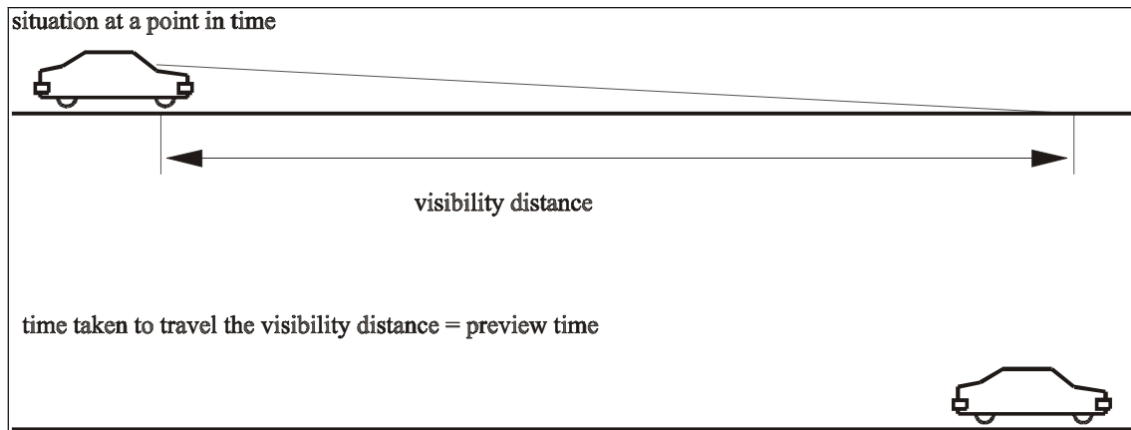 situation at a point in time
visibility distance
time taken to travel the visibility distance = preview time